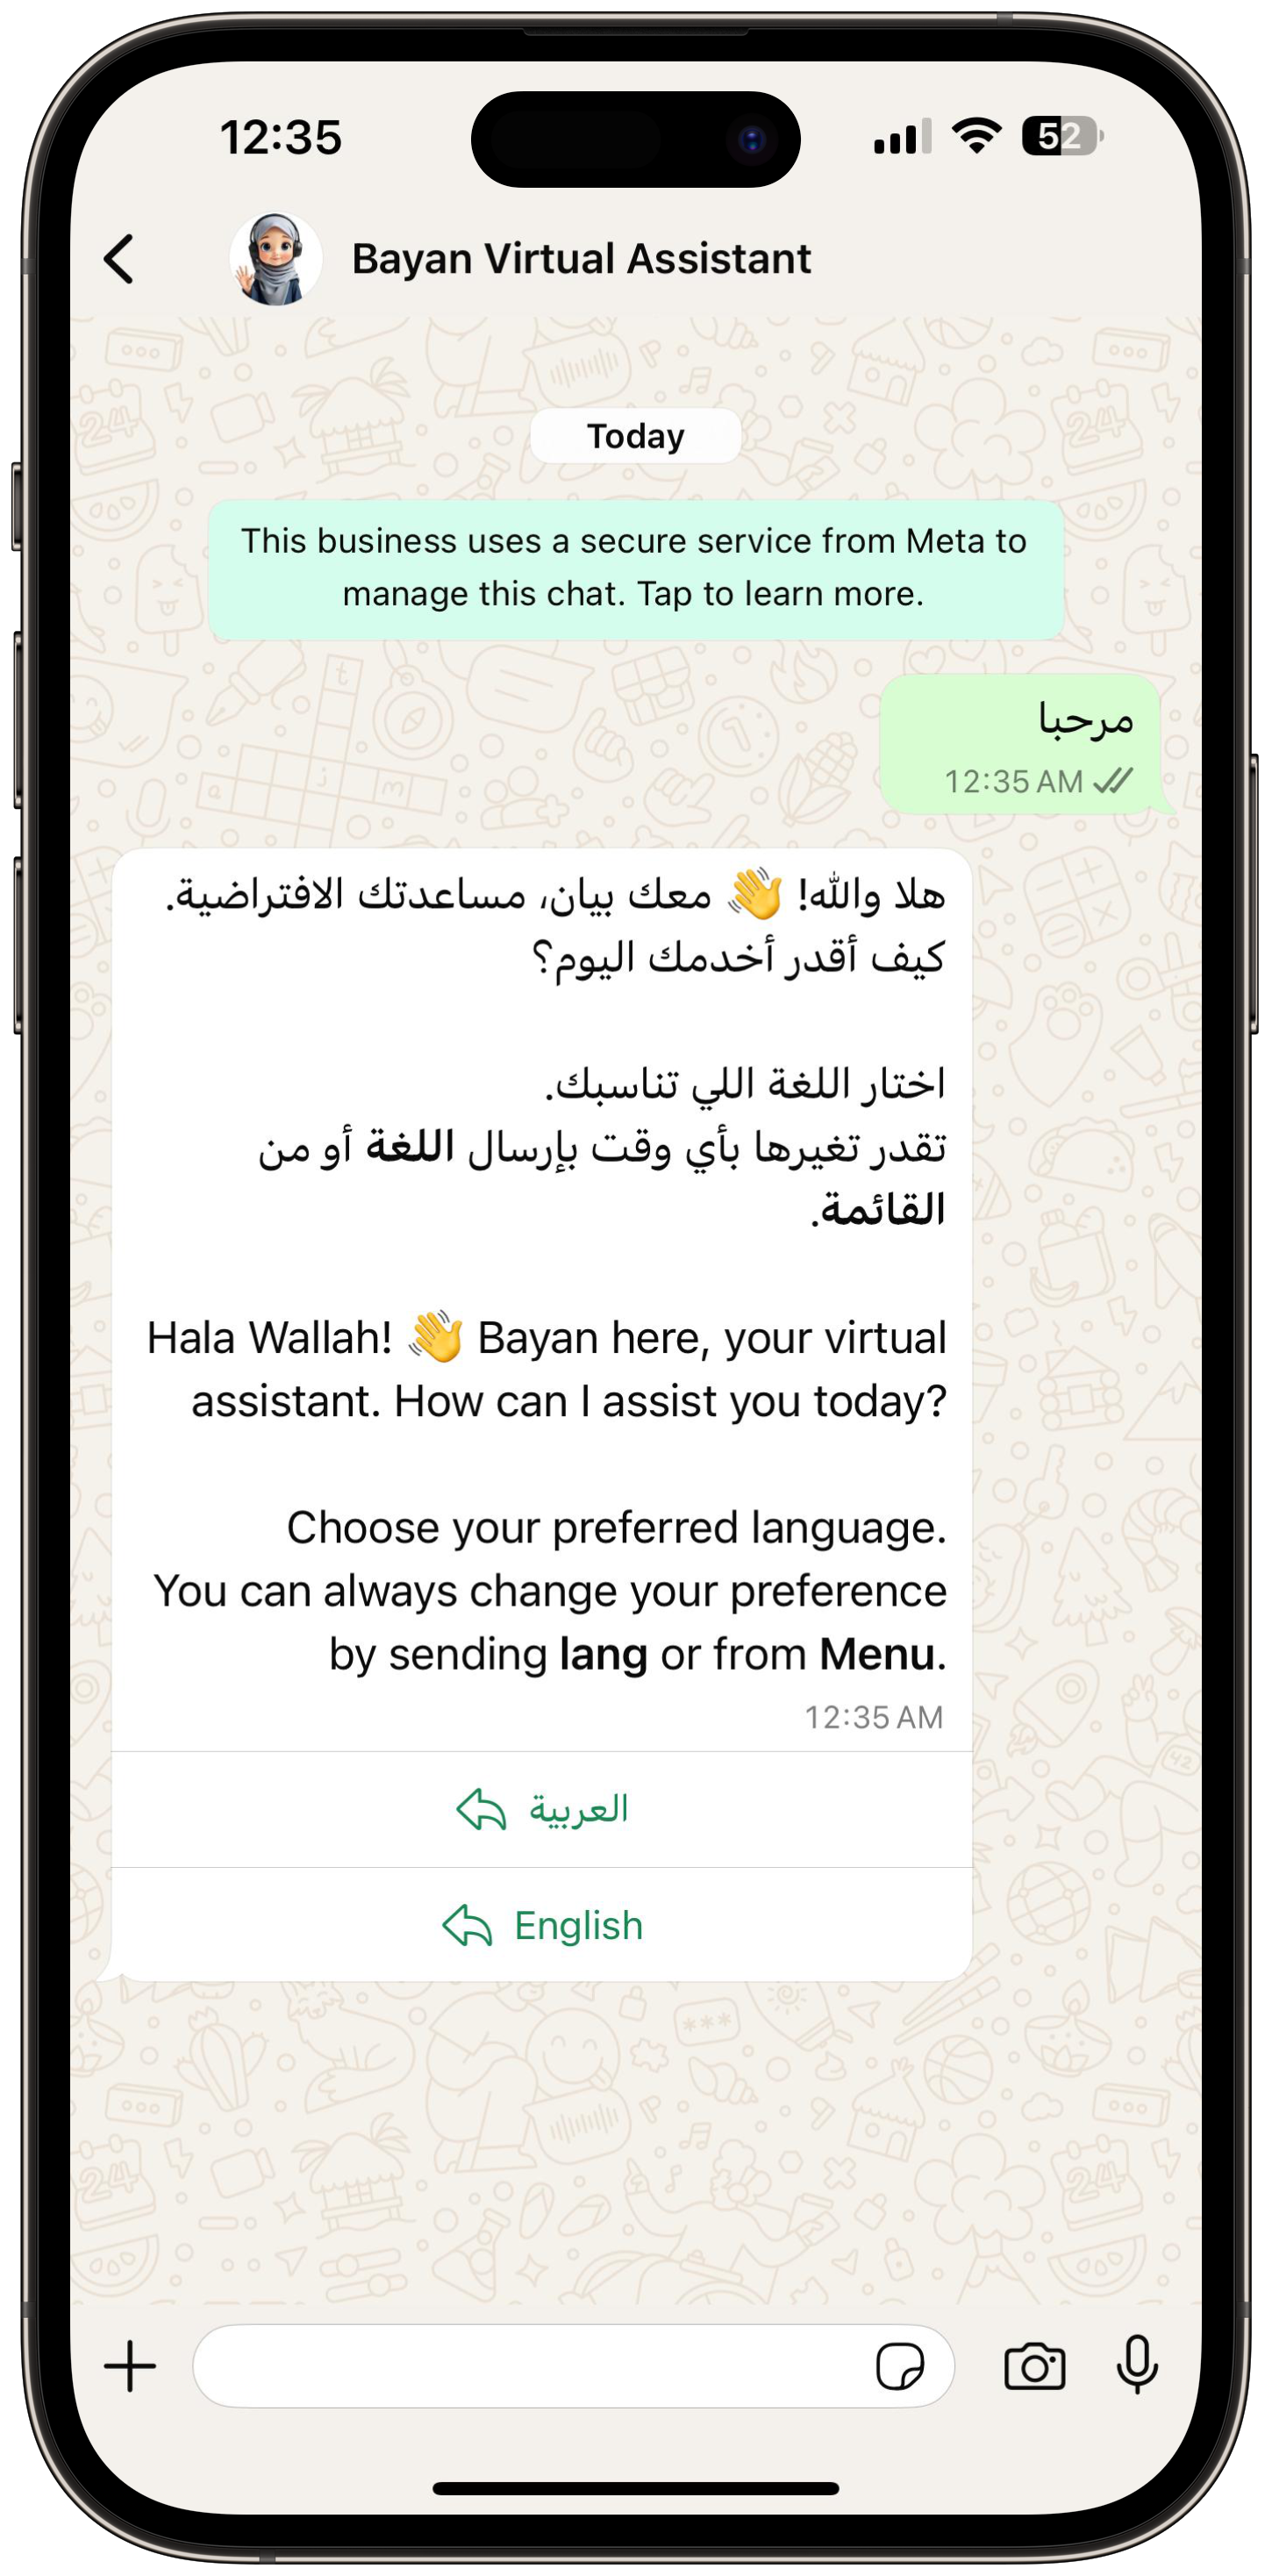 12:35
52
Bayan Virtual Assistant
Today
This business uses a secure service from Meta to
manage this chat. Tap to learn more.
مرحبا
12:35 AM
هلا والله! 👋 معك بيان، مساعدتك الافتراضية.
كيف أقدر أخدمك اليوم؟
اختار اللغة اللي تناسبك.
تقدر تغيرها بأي وقت بإرسال اللغة أو من
القائمة.
Hala Wallah! 👋 Bayan here, your virtual
assistant. How can I assist you today?
Choose your preferred language.
You can always change your preference
by sending lang or from Menu.
12:35 AM
العربية
English